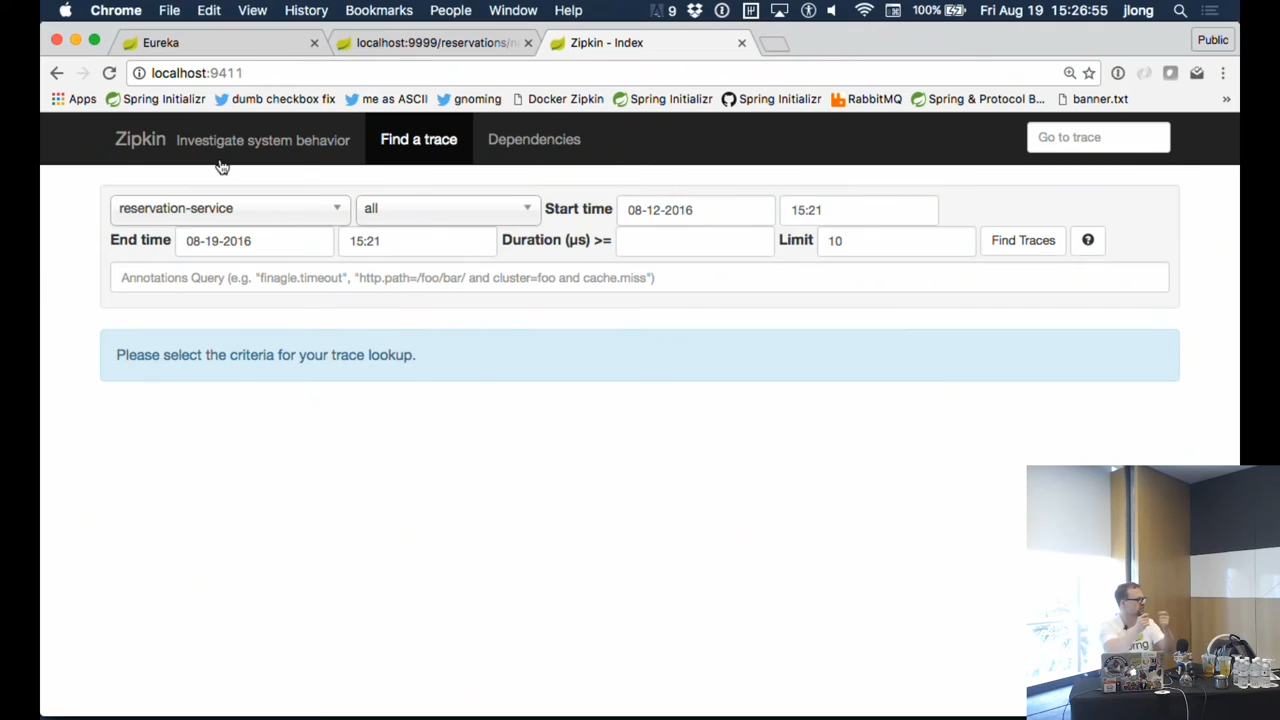 Chrome File Edit View History Bookmarks People Window Help 9 100% Fri Aug 19 15:26:55 jlong
Eureka localhost:9999/reservations/n Zipkin - Index Public
localhost:9411
Apps Spring Initializr dumb checkbox fix me as ASCII gnoming Docker Zipkin Spring Initializr Spring Initializr RabbitMQ Spring & Protocol B... banner.txt »
Zipkin Investigate system behavior Find a trace Dependencies Go to trace
reservation-service all Start time 08-12-2016 15:21
End time 08-19-2016 15:21 Duration (μs) >= Limit 10 Find Traces ?
Annotations Query (e.g. "finagle.timeout", "http.path=/foo/bar/ and cluster=foo and cache.miss")
Please select the criteria for your trace lookup.